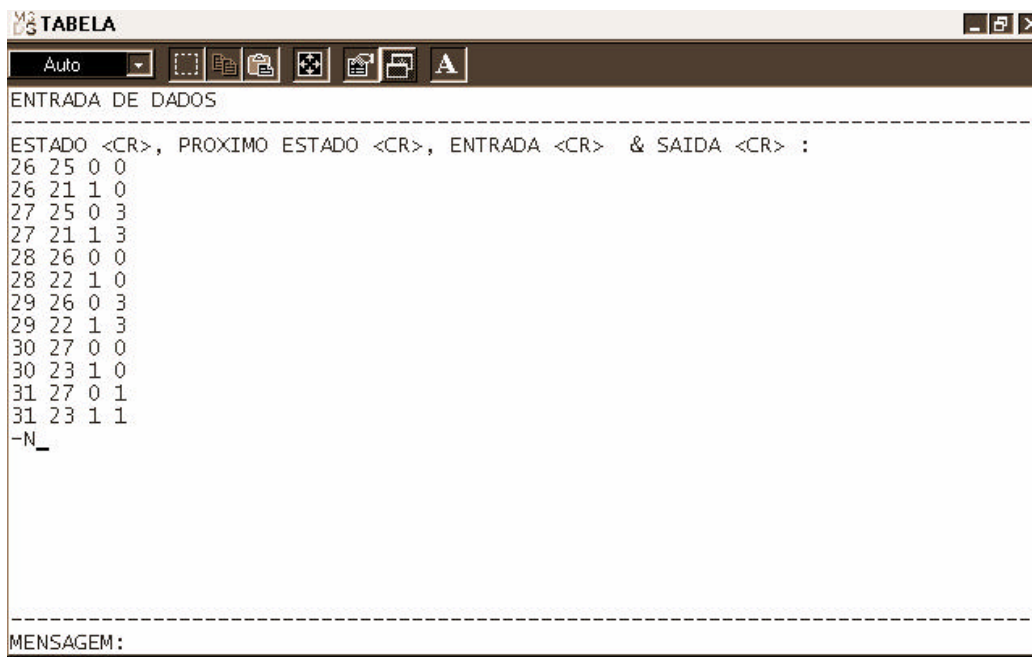 TABELA
Auto
A
ENTRADA DE DADOS
ESTADO <CR>, PROXIMO ESTADO <CR>, ENTRADA <CR> & SAIDA <CR> :
26 25 0 0
26 21 1 0
27 25 0 3
27 21 1 3
28 26 0 0
28 22 1 0
29 26 0 3
29 22 1 3
30 27 0 0
30 23 1 0
31 27 0 1
31 23 1 1
-N_
MENSAGEM: